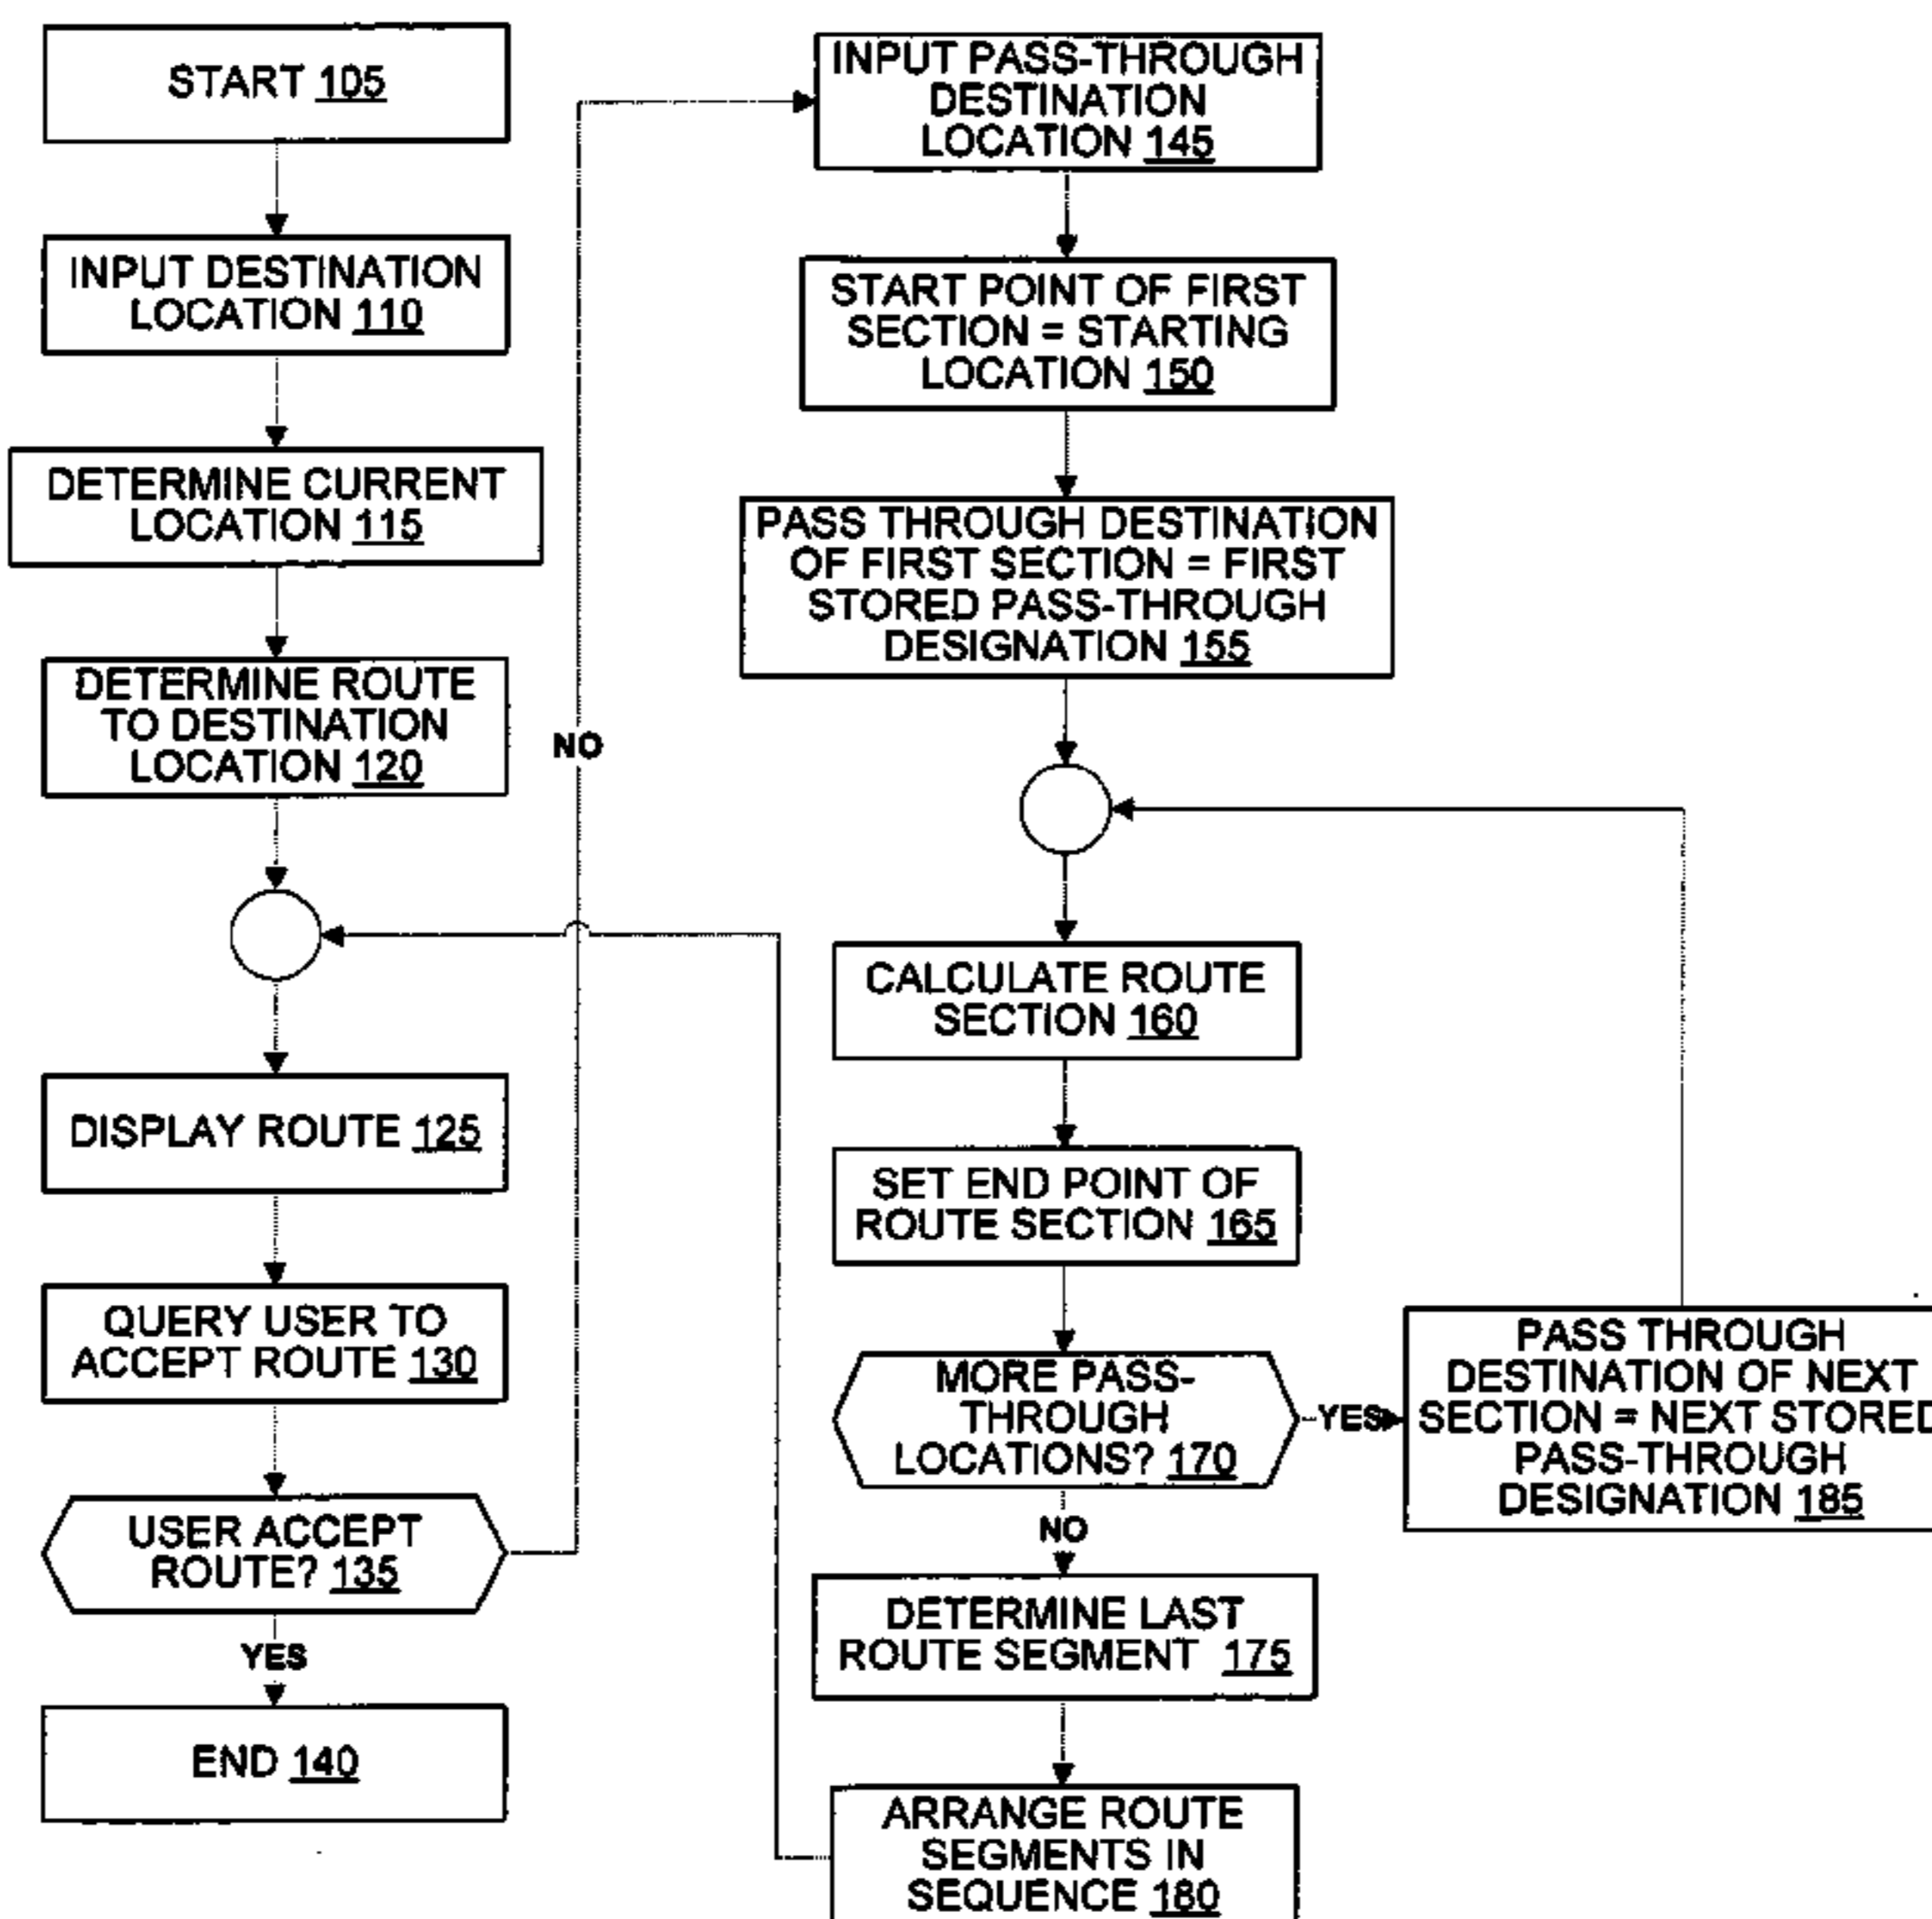 START 105
INPUT DESTINATION
LOCATION 110
DETERMINE CURRENT
LOCATION 115
DETERMINE ROUTE
TO DESTINATION
LOCATION 120
DISPLAY ROUTE 125
QUERY USER TO
ACCEPT ROUTE 130
USER ACCEPT
ROUTE? 135
YES
END 140
NO
INPUT PASS-THROUGH
DESTINATION
LOCATION 145
START POINT OF FIRST
SECTION = STARTING
LOCATION 150
PASS THROUGH DESTINATION
OF FIRST SECTION = FIRST
STORED PASS-THROUGH
DESIGNATION 155
CALCULATE ROUTE
SECTION 160
SET END POINT OF
ROUTE SECTION 165
MORE PASS-
THROUGH
LOCATIONS? 170
YES
PASS THROUGH
DESTINATION OF NEXT
SECTION = NEXT STORED
PASS-THROUGH
DESIGNATION 185
NO
DETERMINE LAST
ROUTE SEGMENT 175
ARRANGE ROUTE
SEGMENTS IN
SEQUENCE 180